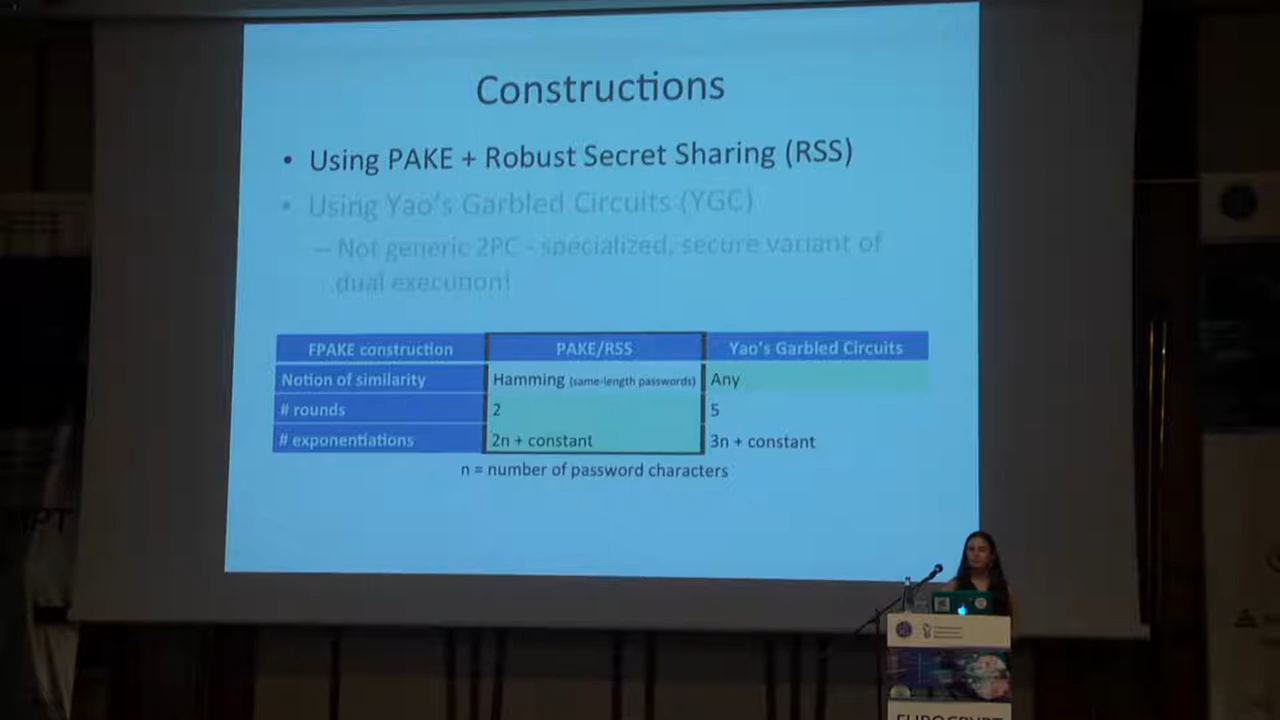 Constructions
• Using PAKE + Robust Secret Sharing (RSS)
• Using Yao's Garbled Circuits (YGC)
– Not generic 2PC - specialized, secure variant of
dual execution!
FPAKE construction PAKE/RSS Yao's Garbled Circuits
Notion of similarity Hamming (same-length passwords) Any
# rounds 2 5
# exponentiations 2n + constant 3n + constant
n = number of password characters
EUROCRYPT